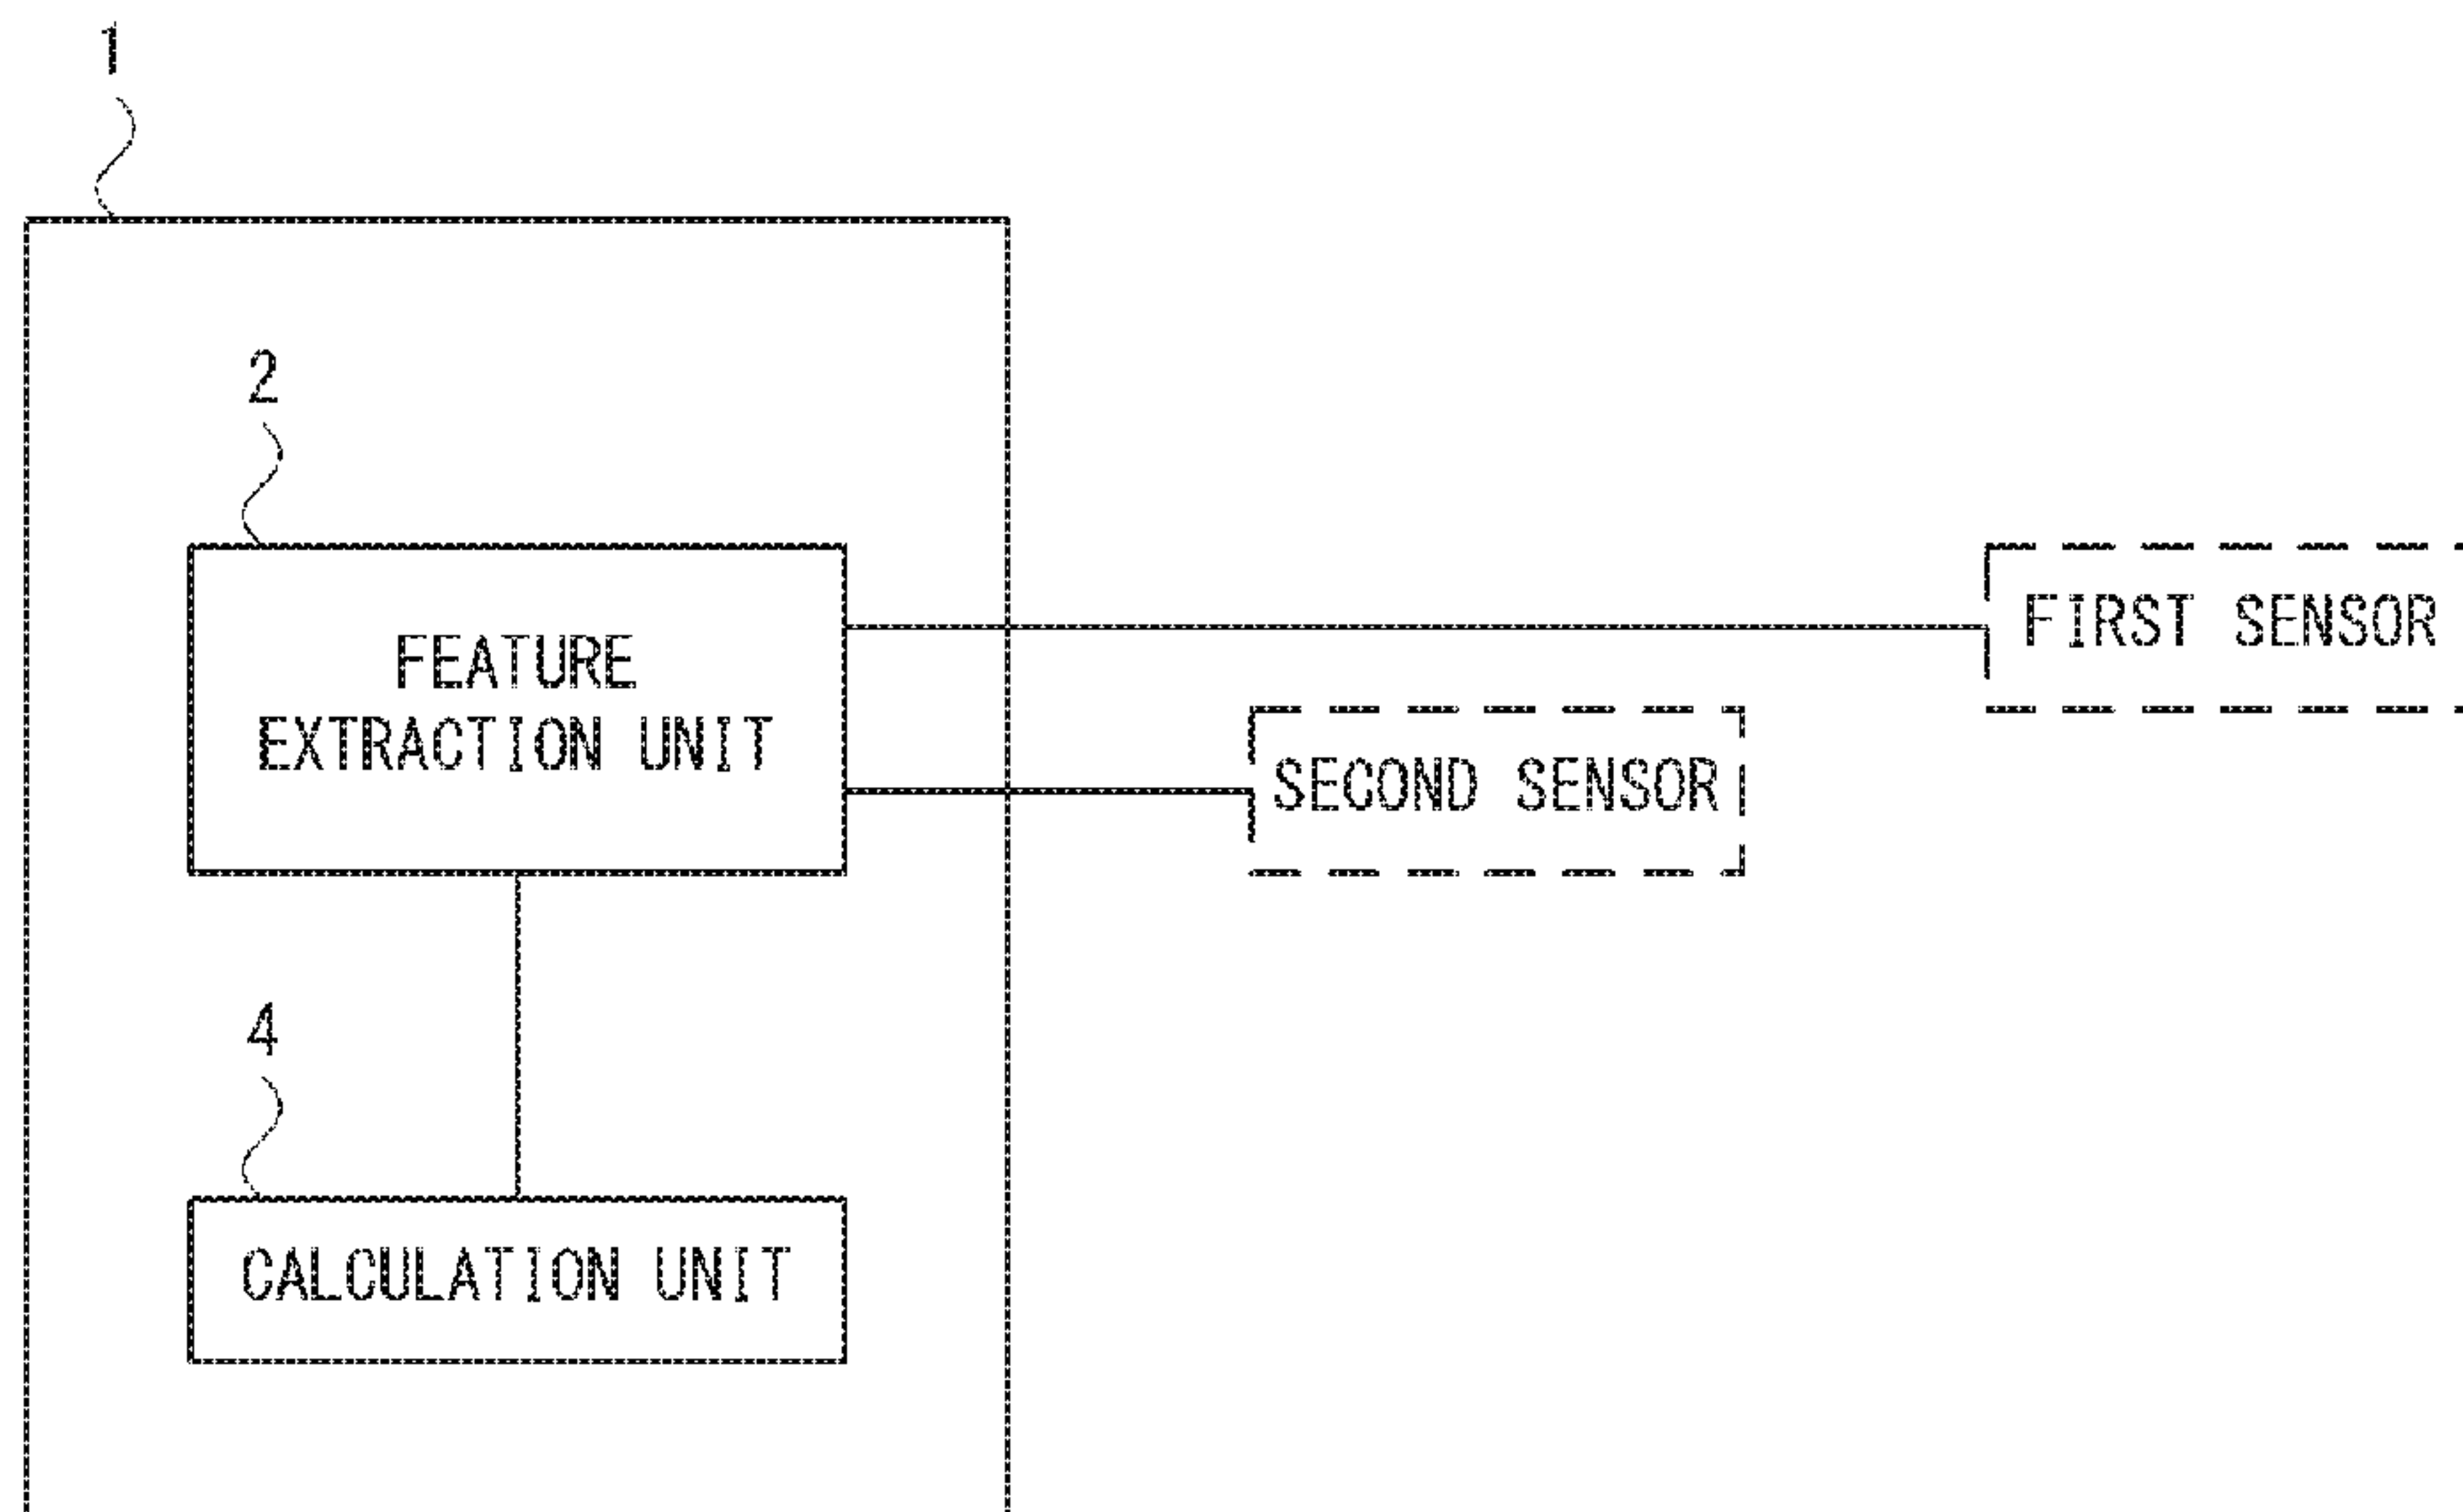 1
2
FEATURE
EXTRACTION UNIT
FIRST SENSOR
SECOND SENSOR
4
CALCULATION UNIT